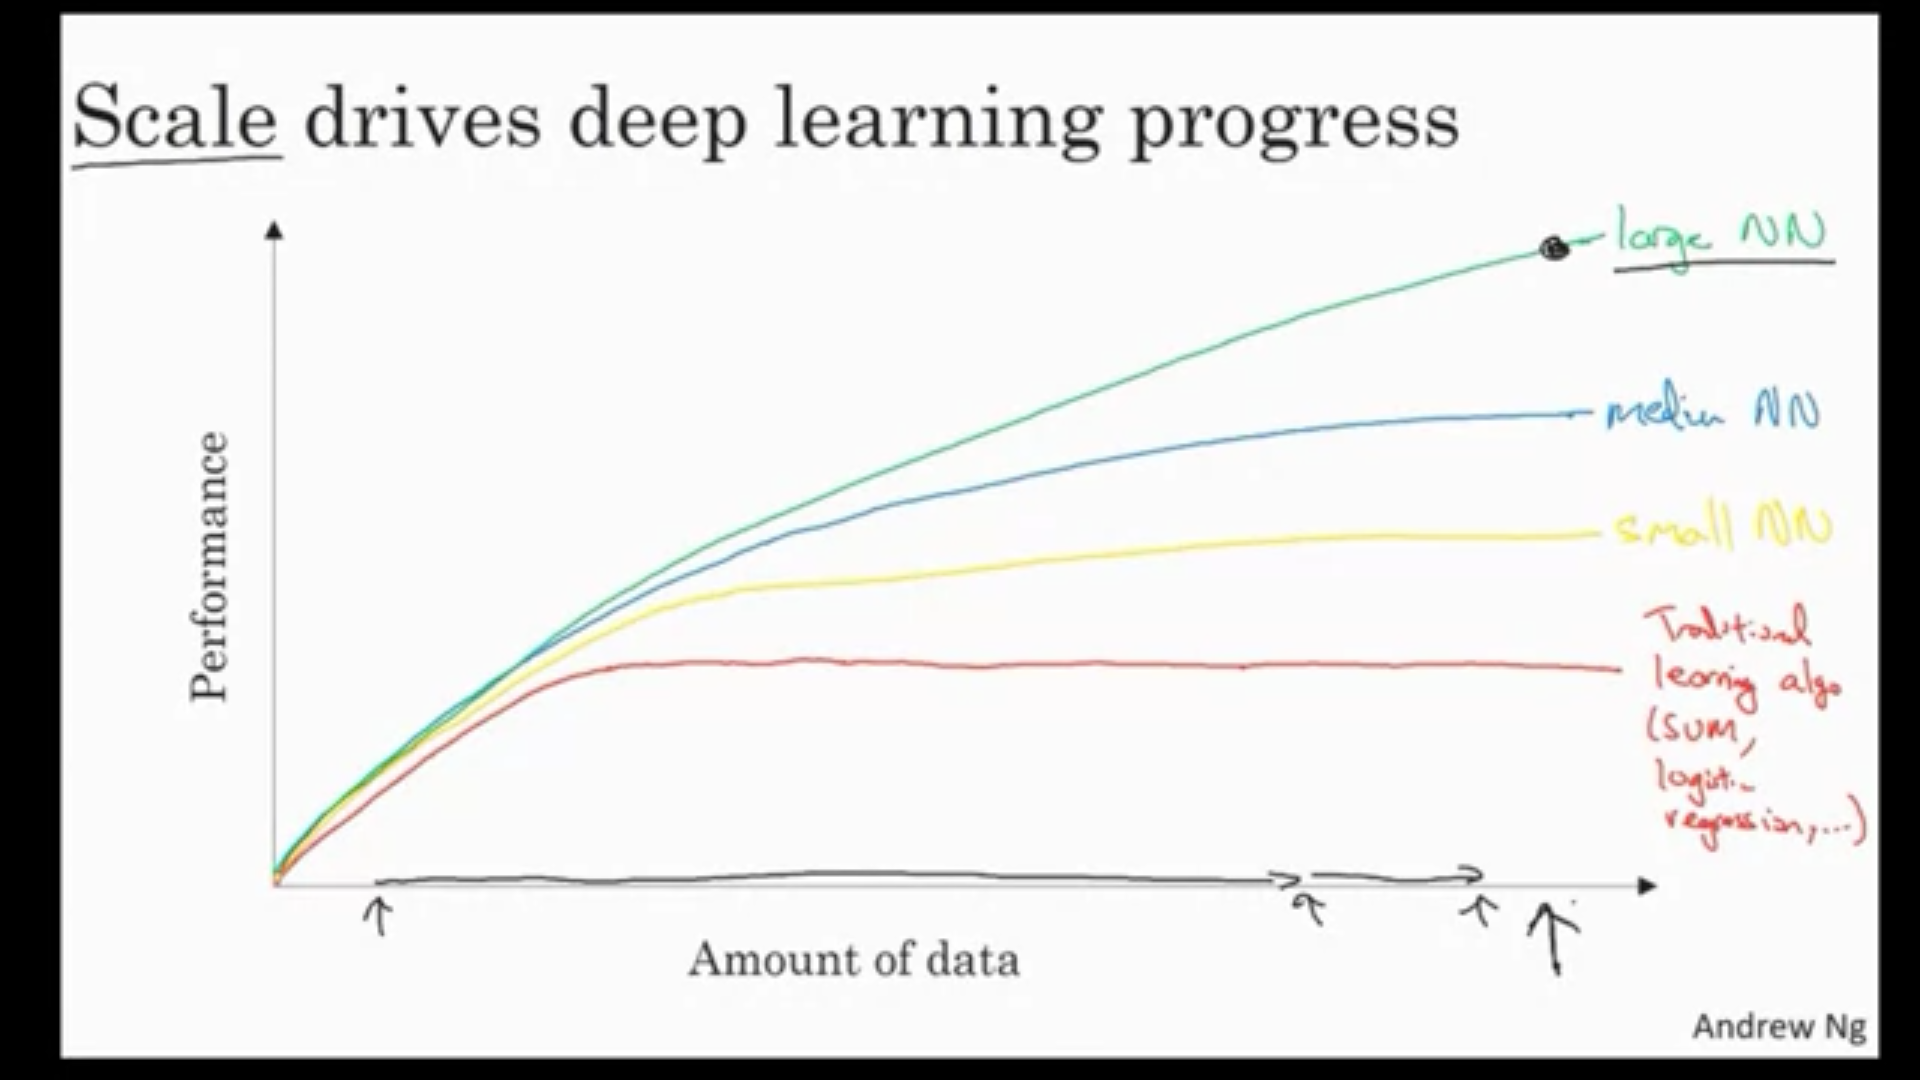 Scale drives deep learning progress
large NN
medium NN
small NN
Traditional
learning algo
(SVM,
logistic
regression,...)
Performance
Amount of data
Andrew Ng